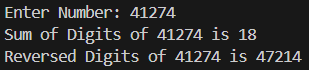 Enter Number: 41274
Sum of Digits of 41274 is 18
Reversed Digits of 41274 is 47214